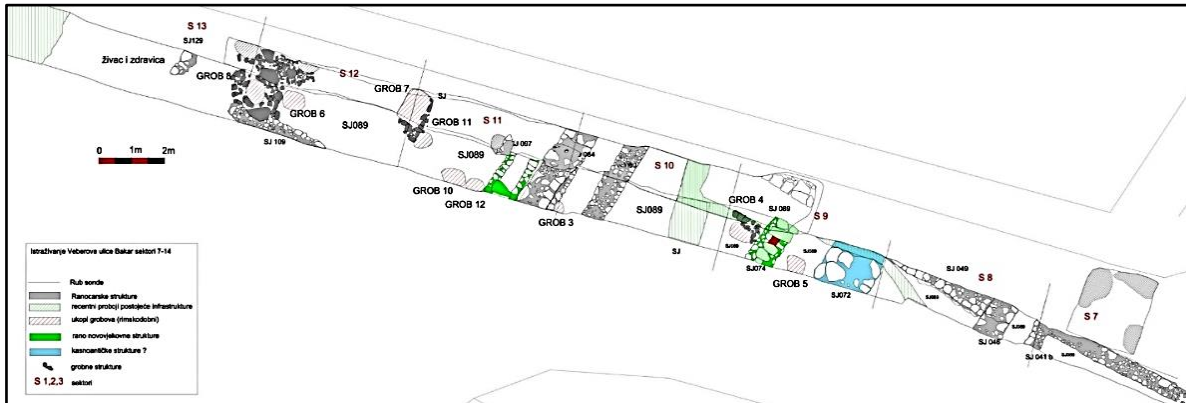 S 13
SJ129
živac i zdravica
GROB 8
S 12
GROB 7
SJ
GROB 6
GROB 11
SJ089
S 11
SJ 109
SJ089
SJ 097
J 084
S 10
0 1m 2m
GROB 10
GROB 12
GROB 3
SJ089
GROB 4
SJ 089
S 9
SJ
SJ074
GROB 5
SJ072
SJ 049
S 8
S 7
SJ 048
SJ 041 b
Istraživanje Veberove ulice Bakar sektori 7-14
Rub sonde
Ranocarske strukture
recentni proboji postojeće infrastrukture
ukopi grobova (rimskodobni)
rano novovjekovne strukture
kasnoantičke strukture ?
grobne strukture
S 1,2,3 sektori